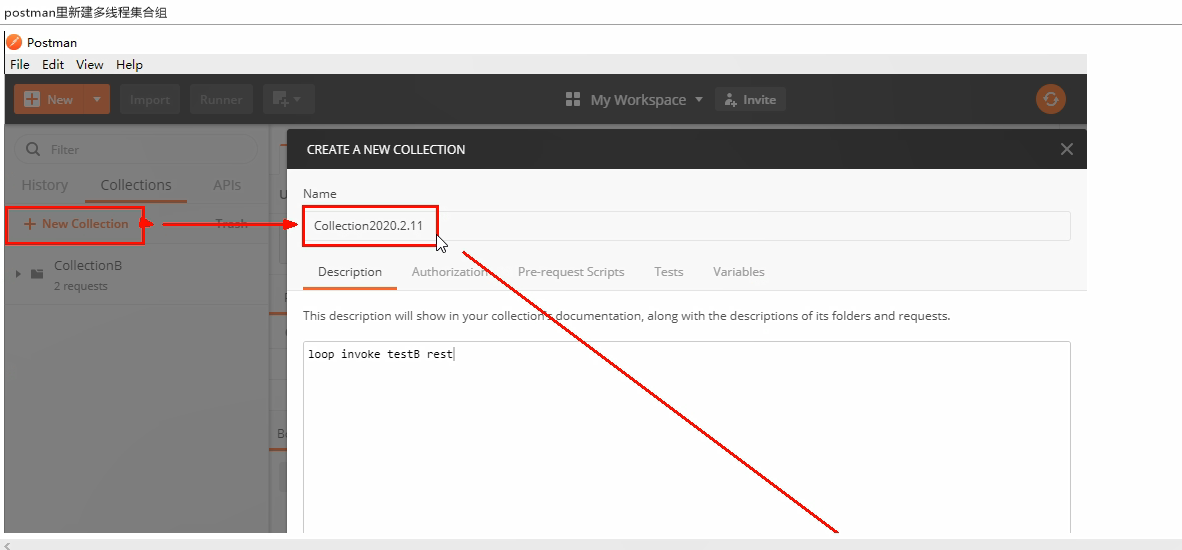 postman里新建多线程集合组
Postman
File Edit View Help
New Import Runner My Workspace Invite
Filter
History Collections APIs
+ New Collection Trash
CollectionB
2 requests
CREATE A NEW COLLECTION
Name
Collection2020.2.11
Description Authorization Pre-request Scripts Tests Variables
This description will show in your collection's documentation, along with the descriptions of its folders and requests.
loop invoke testB rest